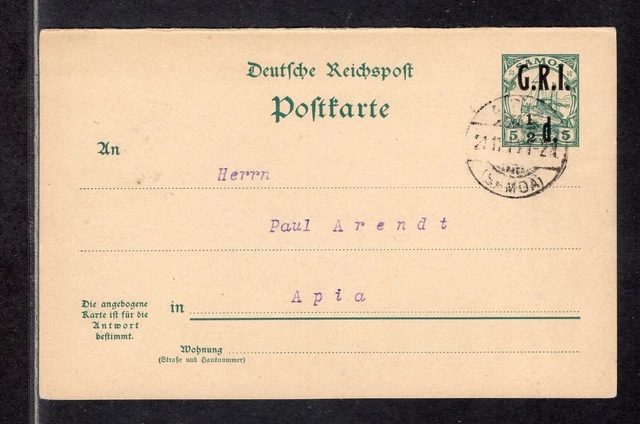 Deutsche Reichspost
Postkarte
SAMOA
G.R.I.
1/2 d.
5 5
(SAMOA)
An
Herrn
Paul Arendt
in Apia
Die angebogene
Karte ist für die
Antwort
bestimmt.
Wohnung
(Straße und Hausnummer)